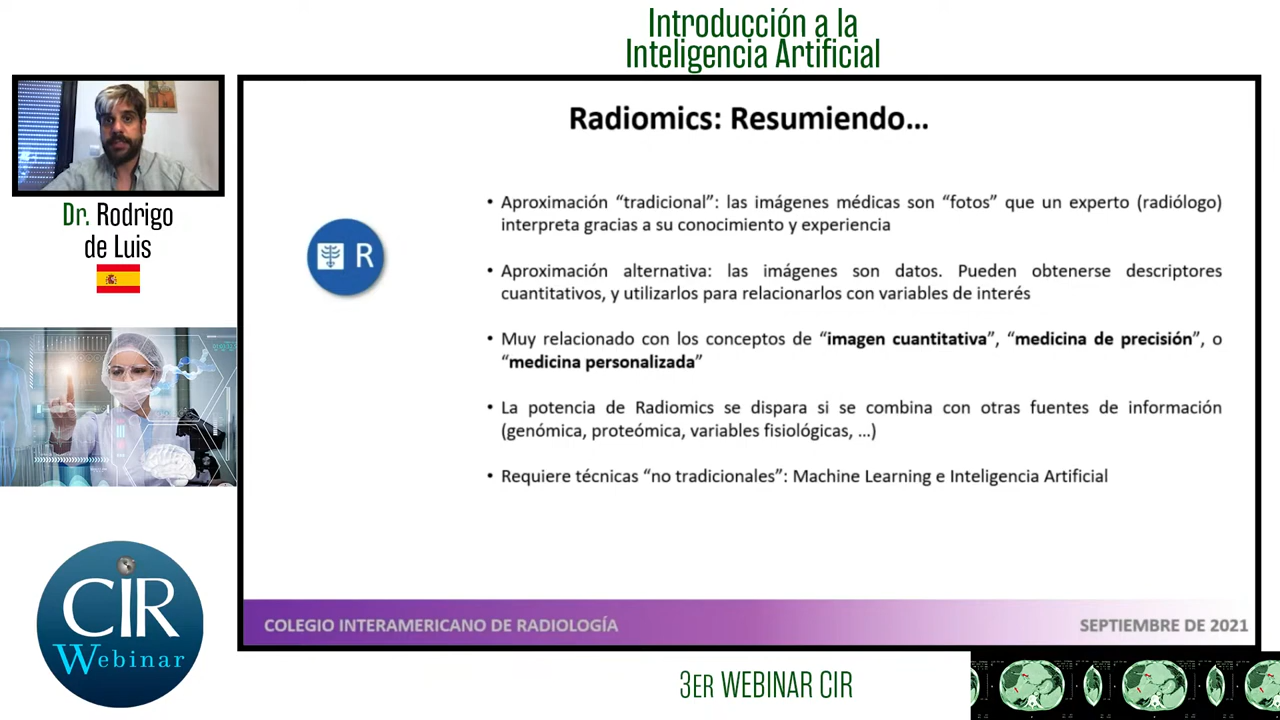 Introducción a la
Inteligencia Artificial
Dr. Rodrigo
de Luis
Radiomics: Resumiendo...
R
• Aproximación “tradicional”: las imágenes médicas son “fotos” que un experto (radiólogo)
interpreta gracias a su conocimiento y experiencia
• Aproximación alternativa: las imágenes son datos. Pueden obtenerse descriptores
cuantitativos, y utilizarlos para relacionarlos con variables de interés
• Muy relacionado con los conceptos de “imagen cuantitativa”, “medicina de precisión”, o
“medicina personalizada”
• La potencia de Radiomics se dispara si se combina con otras fuentes de información
(genómica, proteómica, variables fisiológicas, ...)
• Requiere técnicas “no tradicionales”: Machine Learning e Inteligencia Artificial
COLEGIO INTERAMERICANO DE RADIOLOGÍA
SEPTIEMBRE DE 2021
CIR
Webinar
3ER WEBINAR CIR